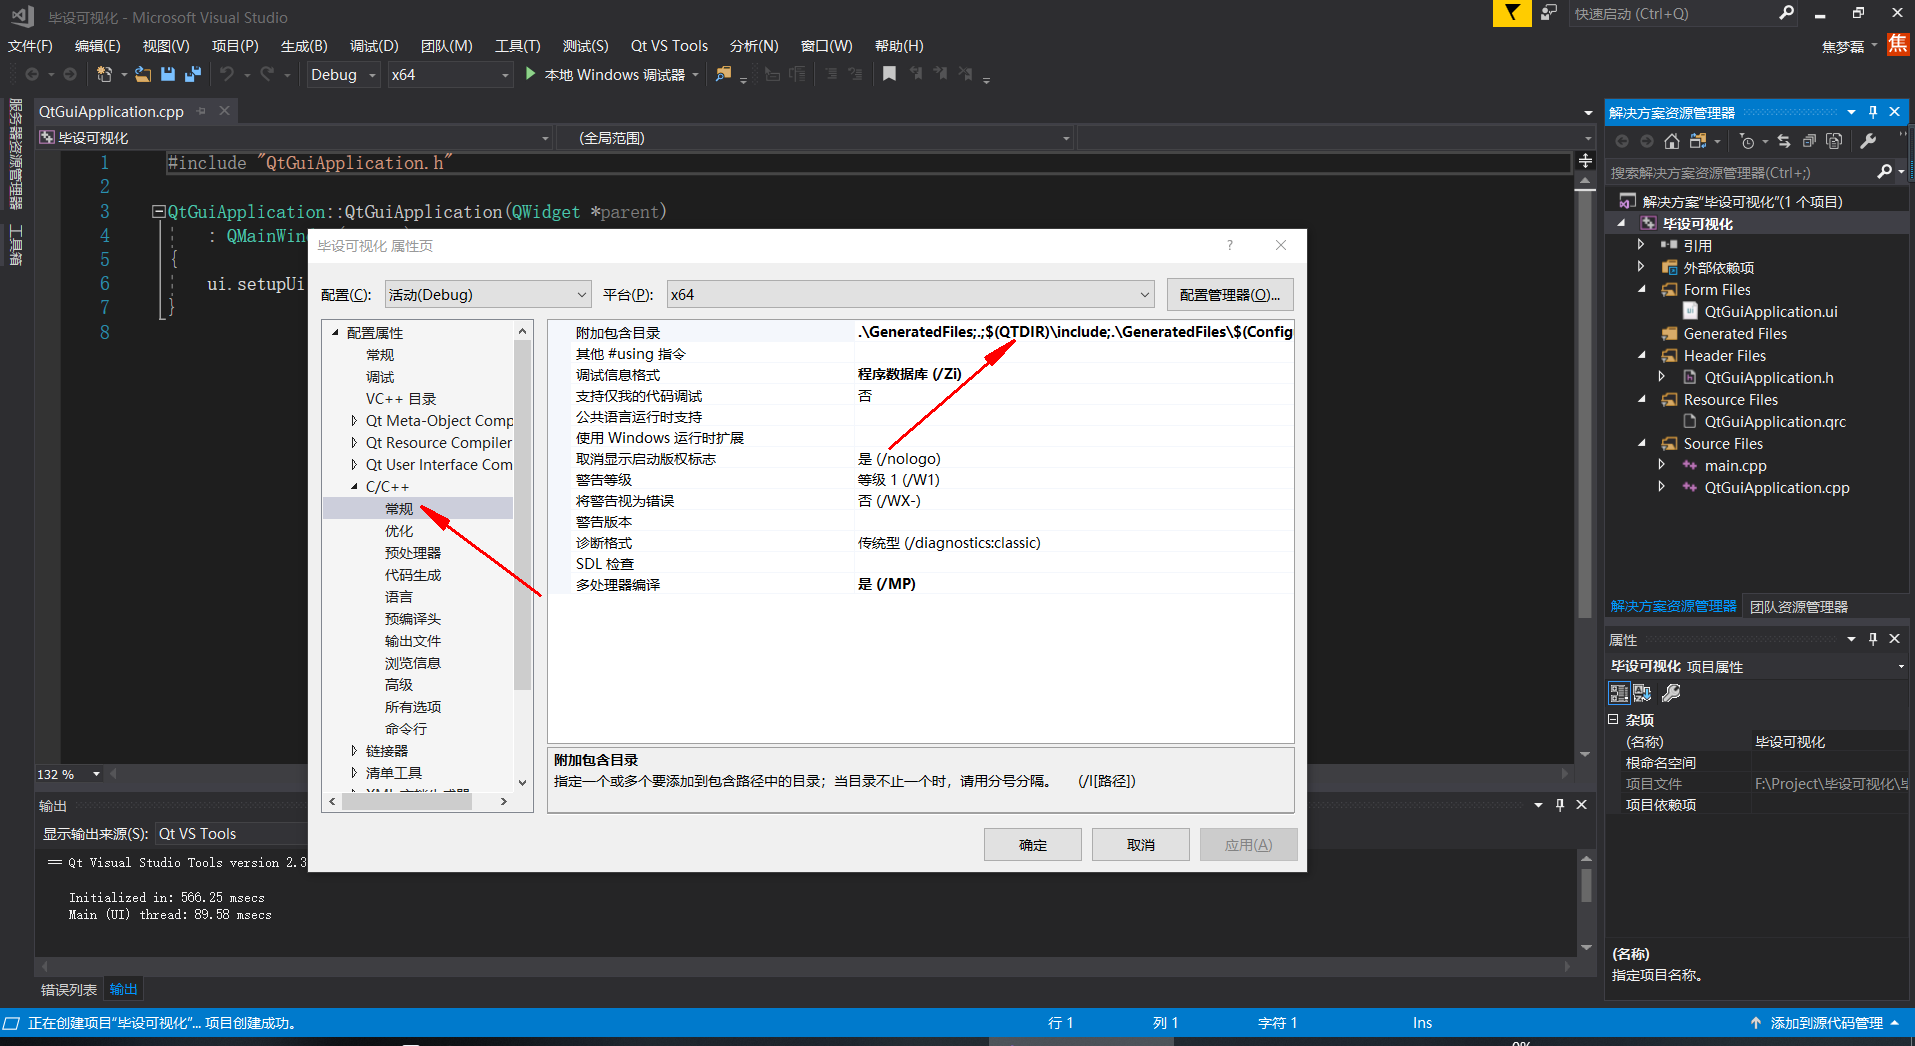 毕设可视化 - Microsoft Visual Studio
快速启动 (Ctrl+Q)
文件(F) 编辑(E) 视图(V) 项目(P) 生成(B) 调试(D) 团队(M) 工具(T) 测试(S) Qt VS Tools 分析(N) 窗口(W) 帮助(H)
焦梦磊 焦
Debug x64 本地 Windows 调试器
服务器资源管理器
工具箱
QtGuiApplication.cpp
毕设可视化 (全局范围)
1 #include "QtGuiApplication.h"
2
3 QtGuiApplication::QtGuiApplication(QWidget *parent)
4 : QMainWin
5 {
6 ui.setupUi
7 }
8
132 %
毕设可视化 属性页 ?
配置(C): 活动(Debug) 平台(P): x64 配置管理器(O)...
配置属性
常规
调试
VC++ 目录
Qt Meta-Object Comp
Qt Resource Compiler
Qt User Interface Com
C/C++
常规
优化
预处理器
代码生成
语言
预编译头
输出文件
浏览信息
高级
所有选项
命令行
链接器
清单工具
附加包含目录 .\GeneratedFiles;.;$(QTDIR)\include;.\GeneratedFiles\$(Config
其他 #using 指令
调试信息格式 程序数据库 (/Zi)
支持仅我的代码调试 否
公共语言运行时支持
使用 Windows 运行时扩展
取消显示启动版权标志 是 (/nologo)
警告等级 等级 1 (/W1)
将警告视为错误 否 (/WX-)
警告版本
诊断格式 传统型 (/diagnostics:classic)
SDL 检查
多处理器编译 是 (/MP)
附加包含目录
指定一个或多个要添加到包含路径中的目录；当目录不止一个时，请用分号分隔。 (/I[路径])
确定 取消 应用(A)
输出
显示输出来源(S): Qt VS Tools
== Qt Visual Studio Tools version 2.3
Initialized in: 566.25 msecs
Main (UI) thread: 89.58 msecs
错误列表 输出
解决方案资源管理器
搜索解决方案资源管理器(Ctrl+;)
解决方案"毕设可视化"(1 个项目)
毕设可视化
引用
外部依赖项
Form Files
QtGuiApplication.ui
Generated Files
Header Files
QtGuiApplication.h
Resource Files
QtGuiApplication.qrc
Source Files
main.cpp
QtGuiApplication.cpp
解决方案资源管理器 团队资源管理器
属性
毕设可视化 项目属性
杂项
(名称) 毕设可视化
根命名空间
项目文件 F:\Project\毕设可视化\毕
项目依赖项
(名称)
指定项目名称。
正在创建项目"毕设可视化"... 项目创建成功。 行 1 列 1 字符 1 Ins 添加到源代码管理